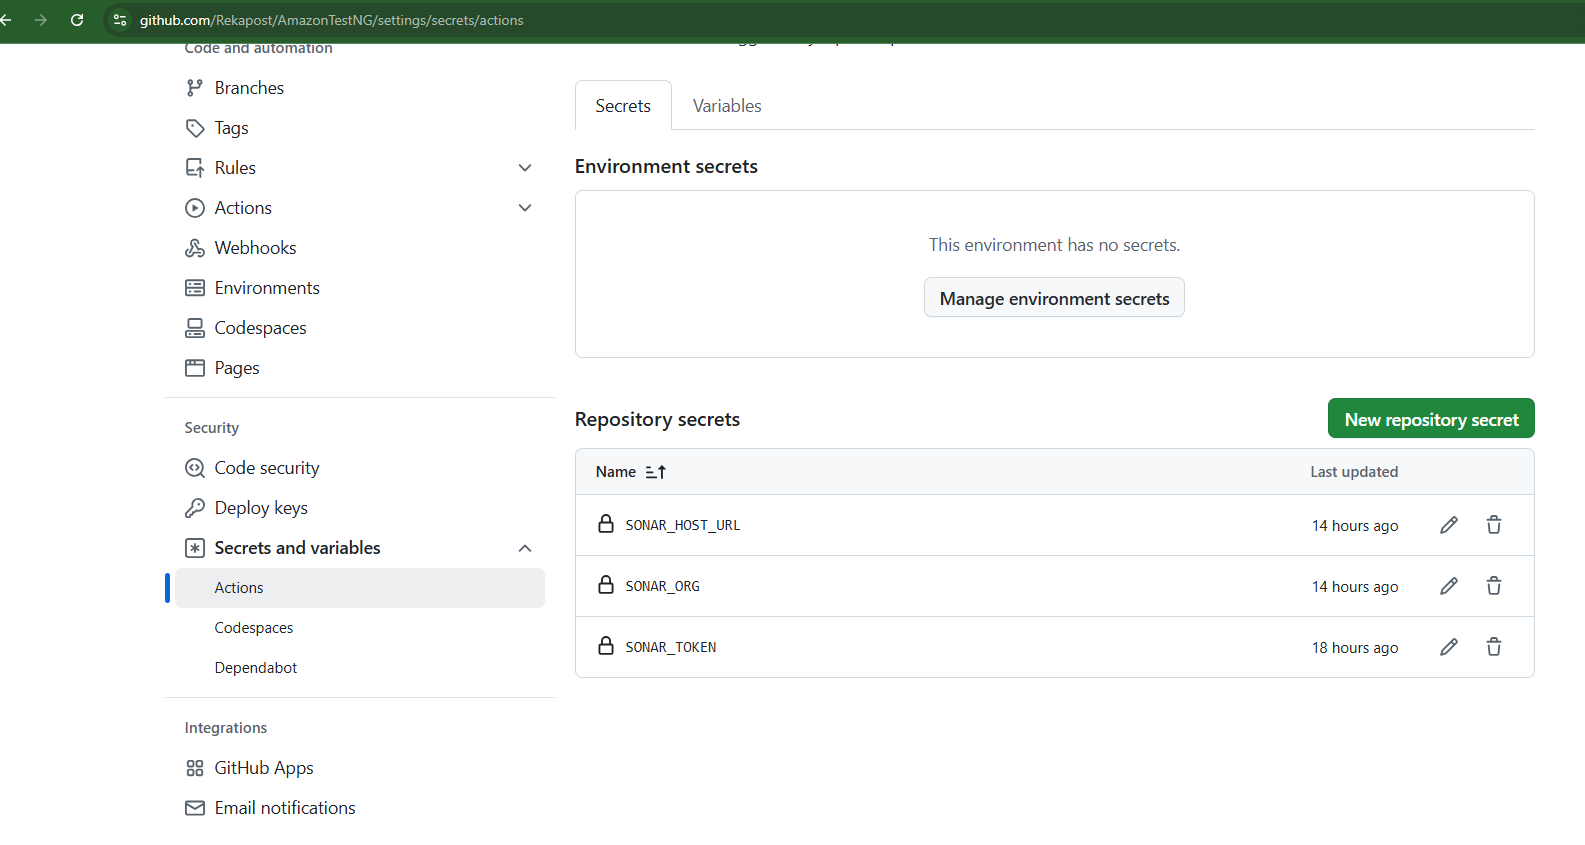 github.com/Rekapost/AmazonTestNG/settings/secrets/actions
Code and automation
Branches
Tags
Rules
Actions
Webhooks
Environments
Codespaces
Pages
Security
Code security
Deploy keys
Secrets and variables
Actions
Codespaces
Dependabot
Integrations
GitHub Apps
Email notifications
Secrets Variables
Environment secrets
This environment has no secrets.
Manage environment secrets
Repository secrets New repository secret
Name Last updated
SONAR_HOST_URL 14 hours ago
SONAR_ORG 14 hours ago
SONAR_TOKEN 18 hours ago